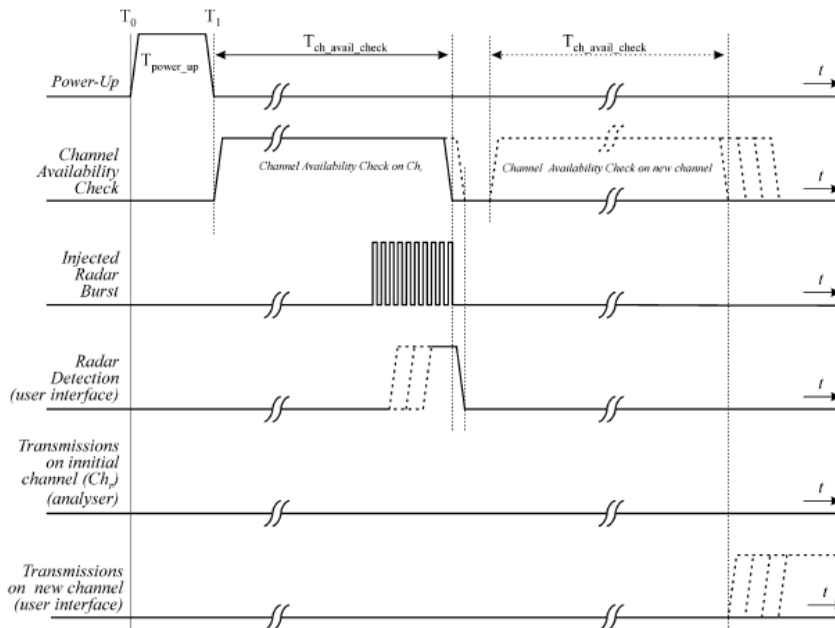 T0 T1
Tch_avail_check
Tch_avail_check
Tpower_up
Power-Up
t
Channel
Availability
Check
Channel Availability Check on Chr
Channel Availability Check on new channel
t
Injected
Radar
Burst
t
Radar
Detection
(user interface)
t
Transmissions
on innitial
channel (Chr)
(analyser)
t
Transmissions
on new channel
(user interface)
t